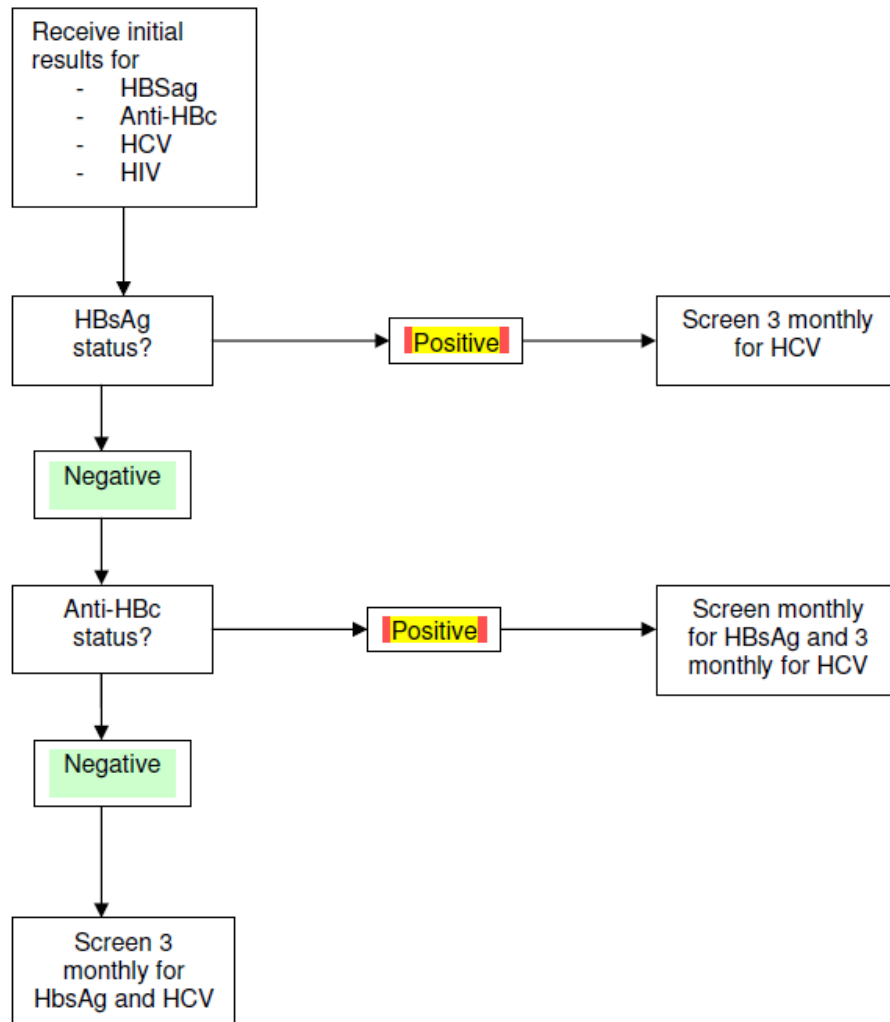 Receive initial
results for
- HBSag
- Anti-HBc
- HCV
- HIV
HBsAg
status?
Positive
Screen 3 monthly
for HCV
Negative
Anti-HBc
status?
Positive
Screen monthly
for HBsAg and 3
monthly for HCV
Negative
Screen 3
monthly for
HbsAg and HCV